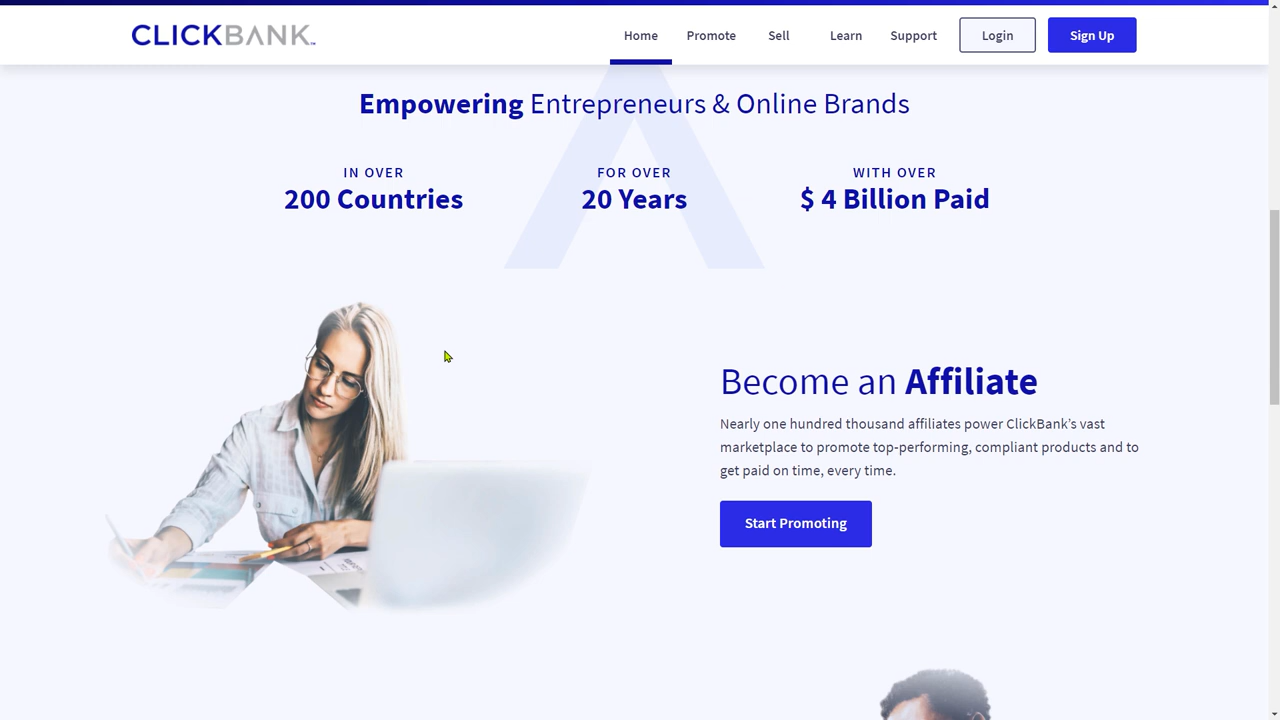 CLICKBANK™
Home Promote Sell Learn Support Login Sign Up
Empowering Entrepreneurs & Online Brands
IN OVER
200 Countries
FOR OVER
20 Years
WITH OVER
$ 4 Billion Paid
Become an Affiliate
Nearly one hundred thousand affiliates power ClickBank’s vast
marketplace to promote top-performing, compliant products and to
get paid on time, every time.
Start Promoting